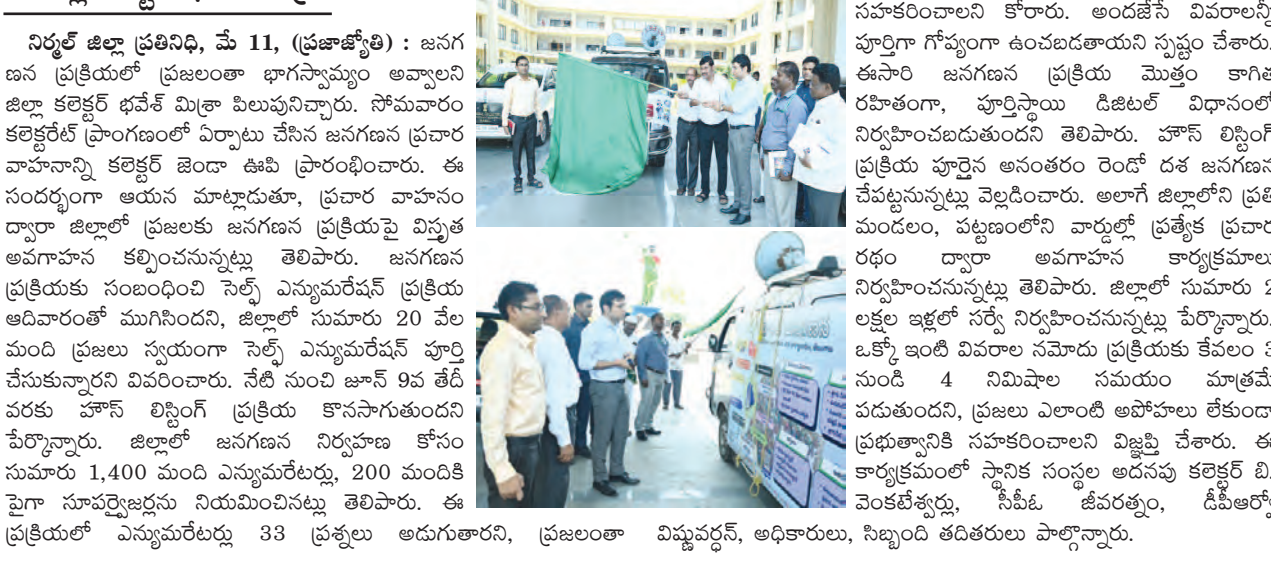 నిర్మల్ జిల్లా ప్రతినిధి, మే 11, (ప్రజాజ్యోతి) : జనగ
ణన ప్రక్రియలో ప్రజలంతా భాగస్వామ్యం అవ్వాలని
జిల్లా కలెక్టర్ భవేశ్ మిశ్రా పిలుపునిచ్చారు. సోమవారం
కలెక్టరేట్ ప్రాంగణంలో ఏర్పాటు చేసిన జనగణన ప్రచార
వాహనాన్ని కలెక్టర్ జెండా ఊపి ప్రారంభించారు. ఈ
సందర్భంగా ఆయన మాట్లాడుతూ, ప్రచార వాహనం
ద్వారా జిల్లాలో ప్రజలకు జనగణన ప్రక్రియపై విస్తృత
అవగాహన కల్పించనున్నట్లు తెలిపారు. జనగణన
ప్రక్రియకు సంబంధించి సెల్ఫ్ ఎన్యుమరేషన్ ప్రక్రియ
ఆదివారంతో ముగిసిందని, జిల్లాలో సుమారు 20 వేల
మంది ప్రజలు స్వయంగా సెల్ఫ్ ఎన్యుమరేషన్ పూర్తి
చేసుకున్నారని వివరించారు. నేటి నుంచి జూన్ 9వ తేదీ
వరకు హౌస్ లిస్టింగ్ ప్రక్రియ కొనసాగుతుందని
పేర్కొన్నారు. జిల్లాలో జనగణన నిర్వహణ కోసం
సుమారు 1,400 మంది ఎన్యుమరేటర్లు, 200 మందికి
పైగా సూపర్వైజర్లను నియమించినట్లు తెలిపారు. ఈ
ప్రక్రియలో ఎన్యుమరేటర్లు 33 ప్రశ్నలు అడుగుతారని, ప్రజలంతా
సహకరించాలని కోరారు. అందజేసే వివరాలన్నీ
పూర్తిగా గోప్యంగా ఉంచబడతాయని స్పష్టం చేశారు.
ఈసారి జనగణన ప్రక్రియ మొత్తం కాగిత
రహితంగా, పూర్తిస్థాయి డిజిటల్ విధానంలో
నిర్వహించబడుతుందని తెలిపారు. హౌస్ లిస్టింగ్
ప్రక్రియ పూర్తైన అనంతరం రెండో దశ జనగణన
చేపట్టనున్నట్లు వెల్లడించారు. అలాగే జిల్లాలోని ప్రతి
మండలం, పట్టణంలోని వార్డుల్లో ప్రత్యేక ప్రచార
రథం ద్వారా అవగాహన కార్యక్రమాలు
నిర్వహించనున్నట్లు తెలిపారు. జిల్లాలో సుమారు 2
లక్షల ఇళ్లలో సర్వే నిర్వహించనున్నట్లు పేర్కొన్నారు.
ఒక్కో ఇంటి వివరాల నమోదు ప్రక్రియకు కేవలం 3
నుండి 4 నిమిషాల సమయం మాత్రమే
పడుతుందని, ప్రజలు ఎలాంటి అపోహలు లేకుండా
ప్రభుత్వానికి సహకరించాలని విజ్ఞప్తి చేశారు. ఈ
కార్యక్రమంలో స్థానిక సంస్థల అదనపు కలెక్టర్ బి.
వెంకటేశ్వర్లు, సీపీఓ జీవరత్నం, డీపీఆర్వో
విష్ణువర్ధన్, అధికారులు, సిబ్బంది తదితరులు పాల్గొన్నారు.